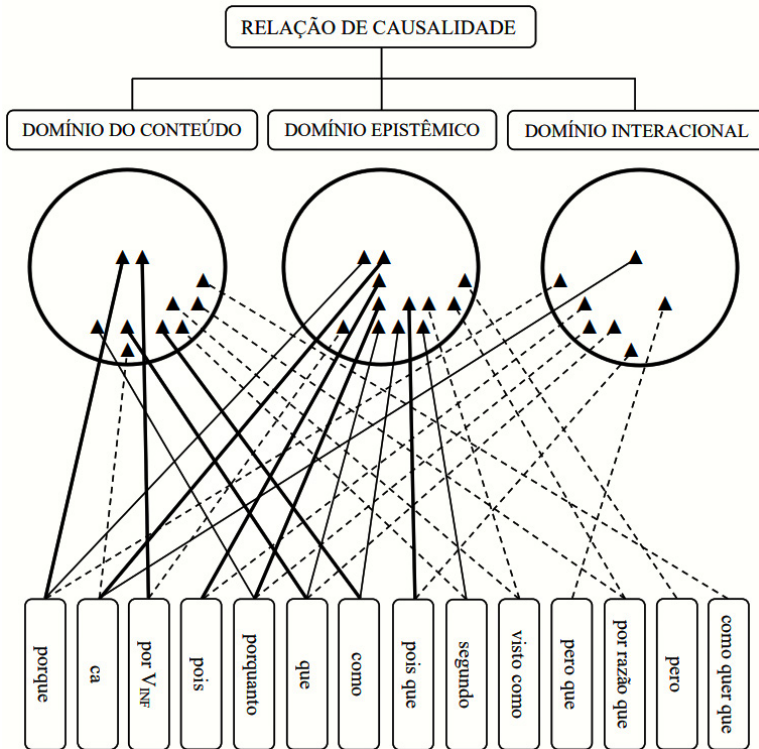 RELAÇÃO DE CAUSALIDADE
DOMÍNIO DO CONTEÚDO
DOMÍNIO EPISTÊMICO
DOMÍNIO INTERACIONAL
porque
ca
por VINF
pois
porquanto
que
como
pois que
segundo
visto como
pero que
por razão que
pero
como quer que